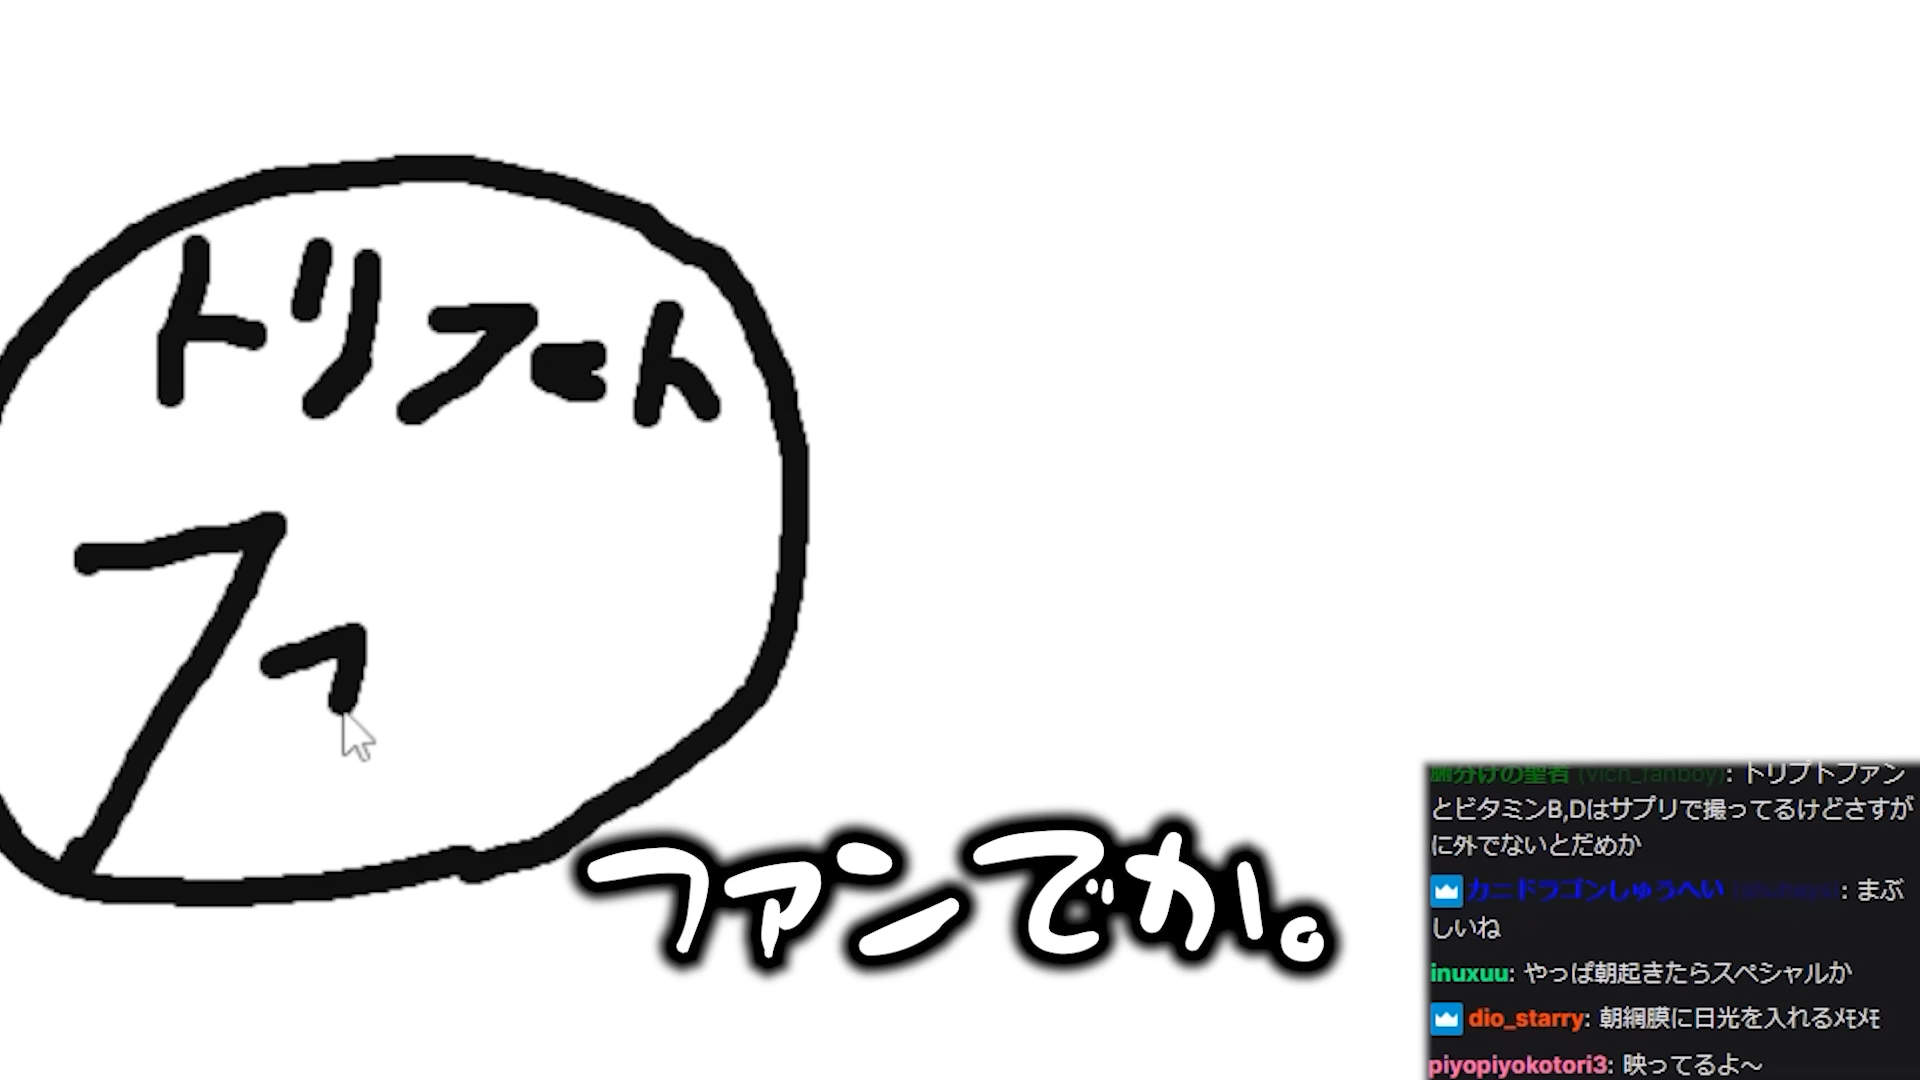 トリプト
ファ
ファンでか。
(vich_fanboy): トリプトファン
とビタミンB,Dはサプリで撮ってるけどさすが
に外でないとだめか
カニドラゴンしゅうへい : まぶ
しいね
inuxuu: やっぱ朝起きたらスペシャルか
dio_starry: 朝網膜に日光を入れるﾒﾓﾒﾓ
piyopiyokotori3: 映ってるよ～